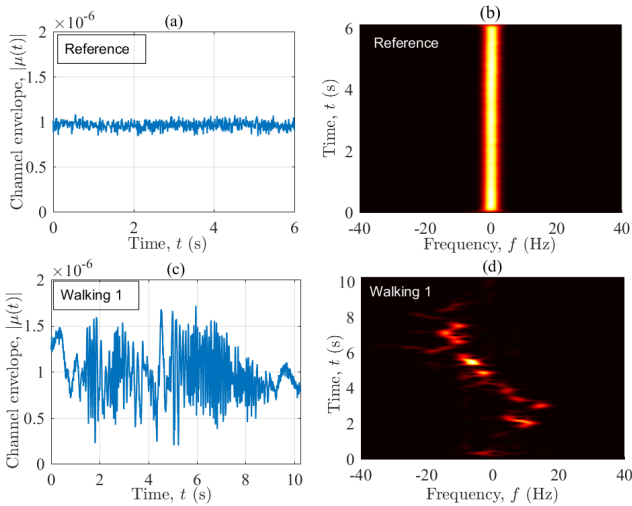 (a)
×10⁻⁶
2
1.5
1
0.5
0
Channel envelope, |μ(t)|
Reference
0 2 4 6
Time, t (s)
(b)
6
4
2
0
Time, t (s)
Reference
-40 -20 0 20 40
Frequency, f (Hz)
(c)
×10⁻⁶
2
1.5
1
0.5
0
Channel envelope, |μ(t)|
Walking 1
0 2 4 6 8 10
Time, t (s)
(d)
10
8
6
4
2
0
Time, t (s)
Walking 1
-40 -20 0 20 40
Frequency, f (Hz)